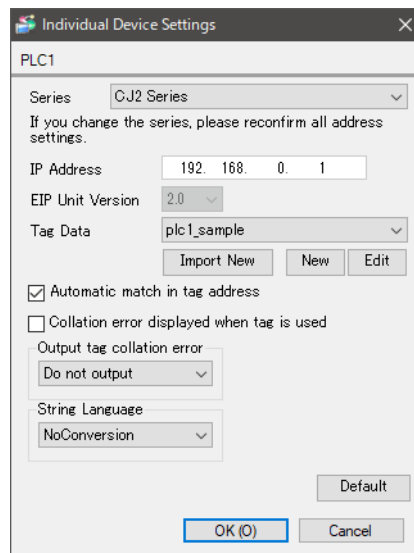 Individual Device Settings
PLC1
Series CJ2 Series
If you change the series, please reconfirm all address
settings.
IP Address 192. 168. 0. 1
EIP Unit Version 2.0
Tag Data plc1_sample
Import New New Edit
Automatic match in tag address
Collation error displayed when tag is used
Output tag collation error
Do not output
String Language
NoConversion
Default
OK (O) Cancel